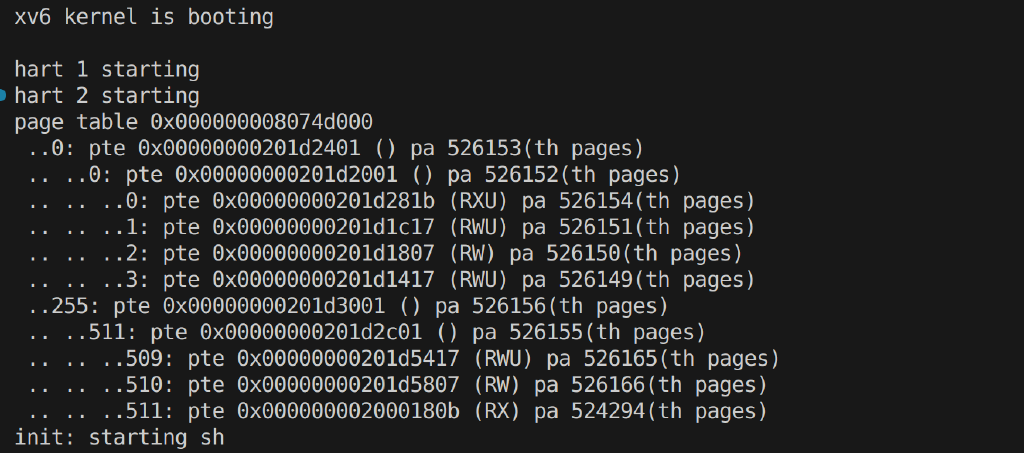 xv6 kernel is booting
hart 1 starting
hart 2 starting
page table 0x000000008074d000
..0: pte 0x00000000201d2401 () pa 526153(th pages)
.. ..0: pte 0x00000000201d2001 () pa 526152(th pages)
.. .. ..0: pte 0x00000000201d281b (RXU) pa 526154(th pages)
.. .. ..1: pte 0x00000000201d1c17 (RWU) pa 526151(th pages)
.. .. ..2: pte 0x00000000201d1807 (RW) pa 526150(th pages)
.. .. ..3: pte 0x00000000201d1417 (RWU) pa 526149(th pages)
..255: pte 0x00000000201d3001 () pa 526156(th pages)
.. ..511: pte 0x00000000201d2c01 () pa 526155(th pages)
.. .. ..509: pte 0x00000000201d5417 (RWU) pa 526165(th pages)
.. .. ..510: pte 0x00000000201d5807 (RW) pa 526166(th pages)
.. .. ..511: pte 0x000000002000180b (RX) pa 524294(th pages)
init: starting sh